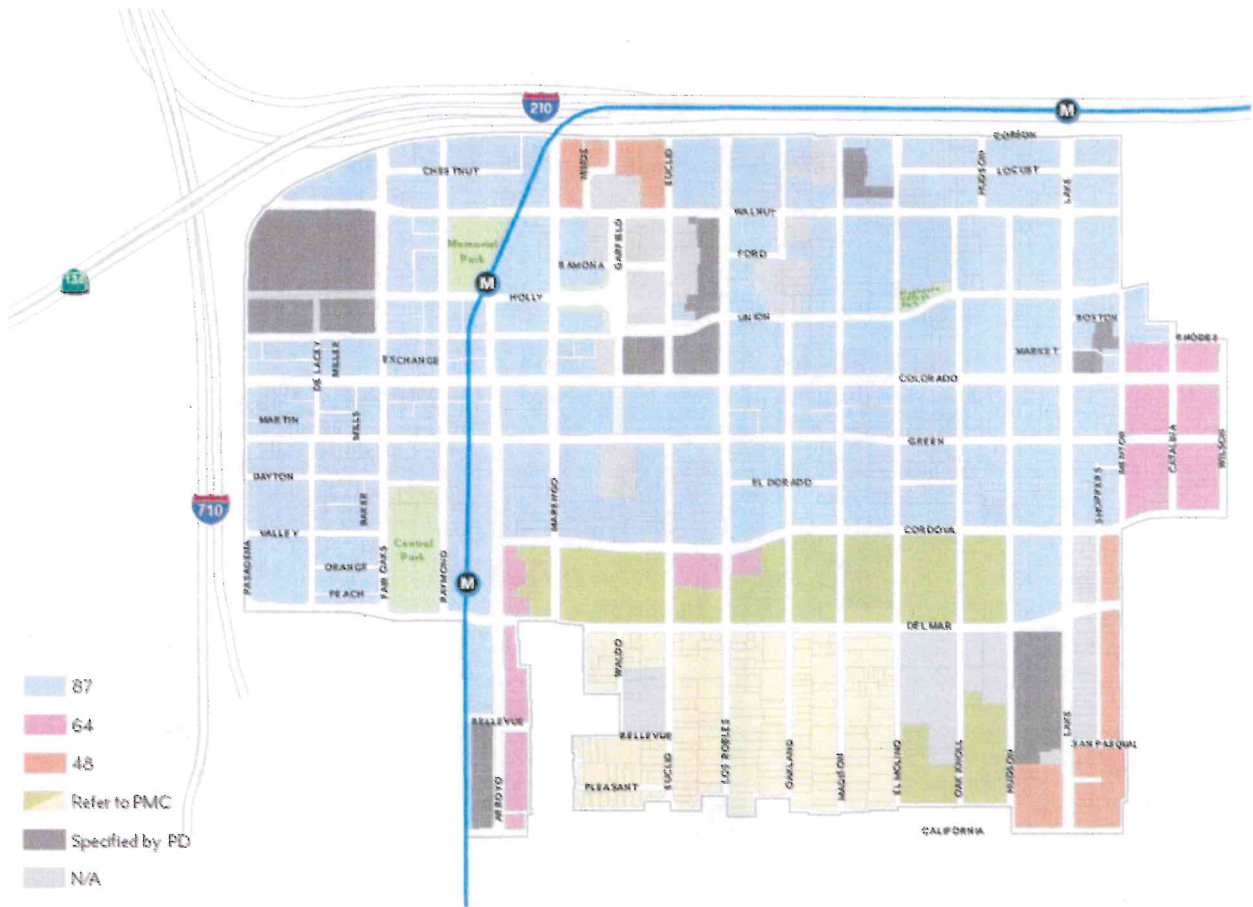 210
M
CORSON
CHESTNUT
EUCLID
HUDSON
LOCUST
LAKE
WALNUT
Memorial
Park
GARFIELD
RAMONA
FORD
M
HOLLY
UNION
BOSTON
DE LACEY
MILLER
EXCHANGE
MARKET
RHODES
COLORADO
MARTIN
MILLS
GREEN
MENTOR
CATALINA
WILSON
DAYTON
EL DORADO
SHOPPERS
710
BAKER
MARENGO
VALLEY
CORDOVA
Central
Park
PASADENA
ORANGE
FAIR OAKS
RAYMOND
PEACH
M
DEL MAR
WALDO
87
64
BELLEVUE
BELLEVUE
LAKE
SAN PASQUAL
48
PLEASANT
EUCLID
LOS ROBLES
OAKLAND
MADISON
EL MOLINO
OAK KNOLL
HUDSON
Refer to PMC
ARROYO
CALIFORNIA
Specified by PD
N/A